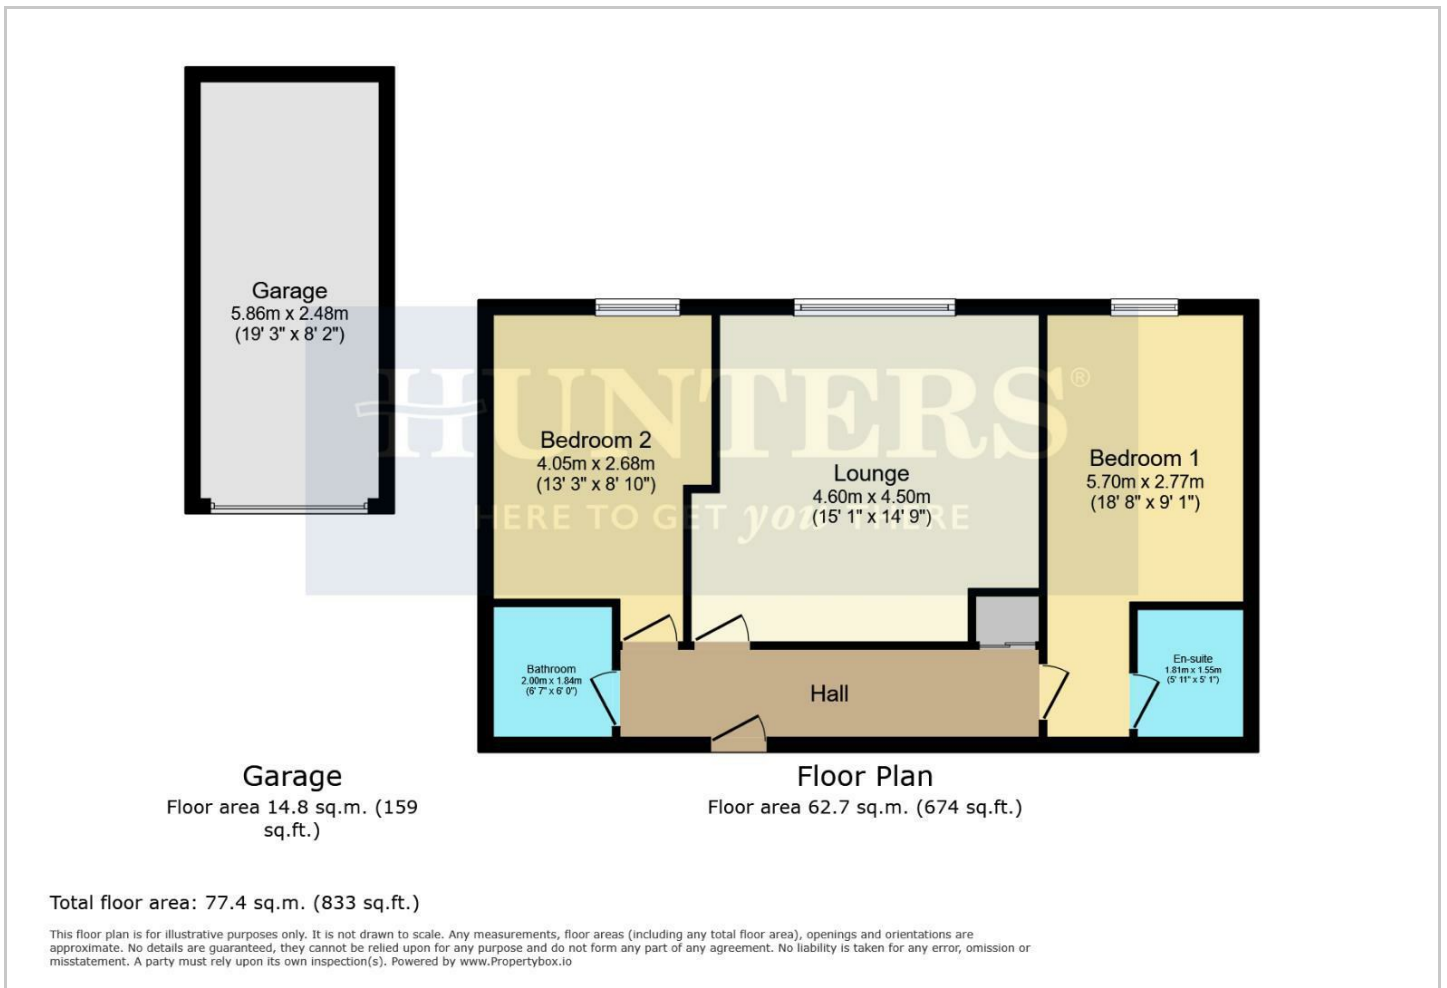 Garage
5.86m x 2.48m
(19' 3" x 8' 2")
HUNTERS®
HERE TO GET you THERE
Bedroom 2
4.05m x 2.68m
(13' 3" x 8' 10")
Lounge
4.60m x 4.50m
(15' 1" x 14' 9")
Bedroom 1
5.70m x 2.77m
(18' 8" x 9' 1")
Bathroom
2.00m x 1.84m
(6' 7" x 6' 0")
Hall
En-suite
1.81m x 1.55m
(5' 11" x 5' 1")
Garage
Floor area 14.8 sq.m. (159
sq.ft.)
Floor Plan
Floor area 62.7 sq.m. (674 sq.ft.)
Total floor area: 77.4 sq.m. (833 sq.ft.)
This floor plan is for illustrative purposes only. It is not drawn to scale. Any measurements, floor areas (including any total floor area), openings and orientations are
approximate. No details are guaranteed, they cannot be relied upon for any purpose and do not form any part of any agreement. No liability is taken for any error, omission or
misstatement. A party must rely upon its own inspection(s). Powered by www.Propertybox.io